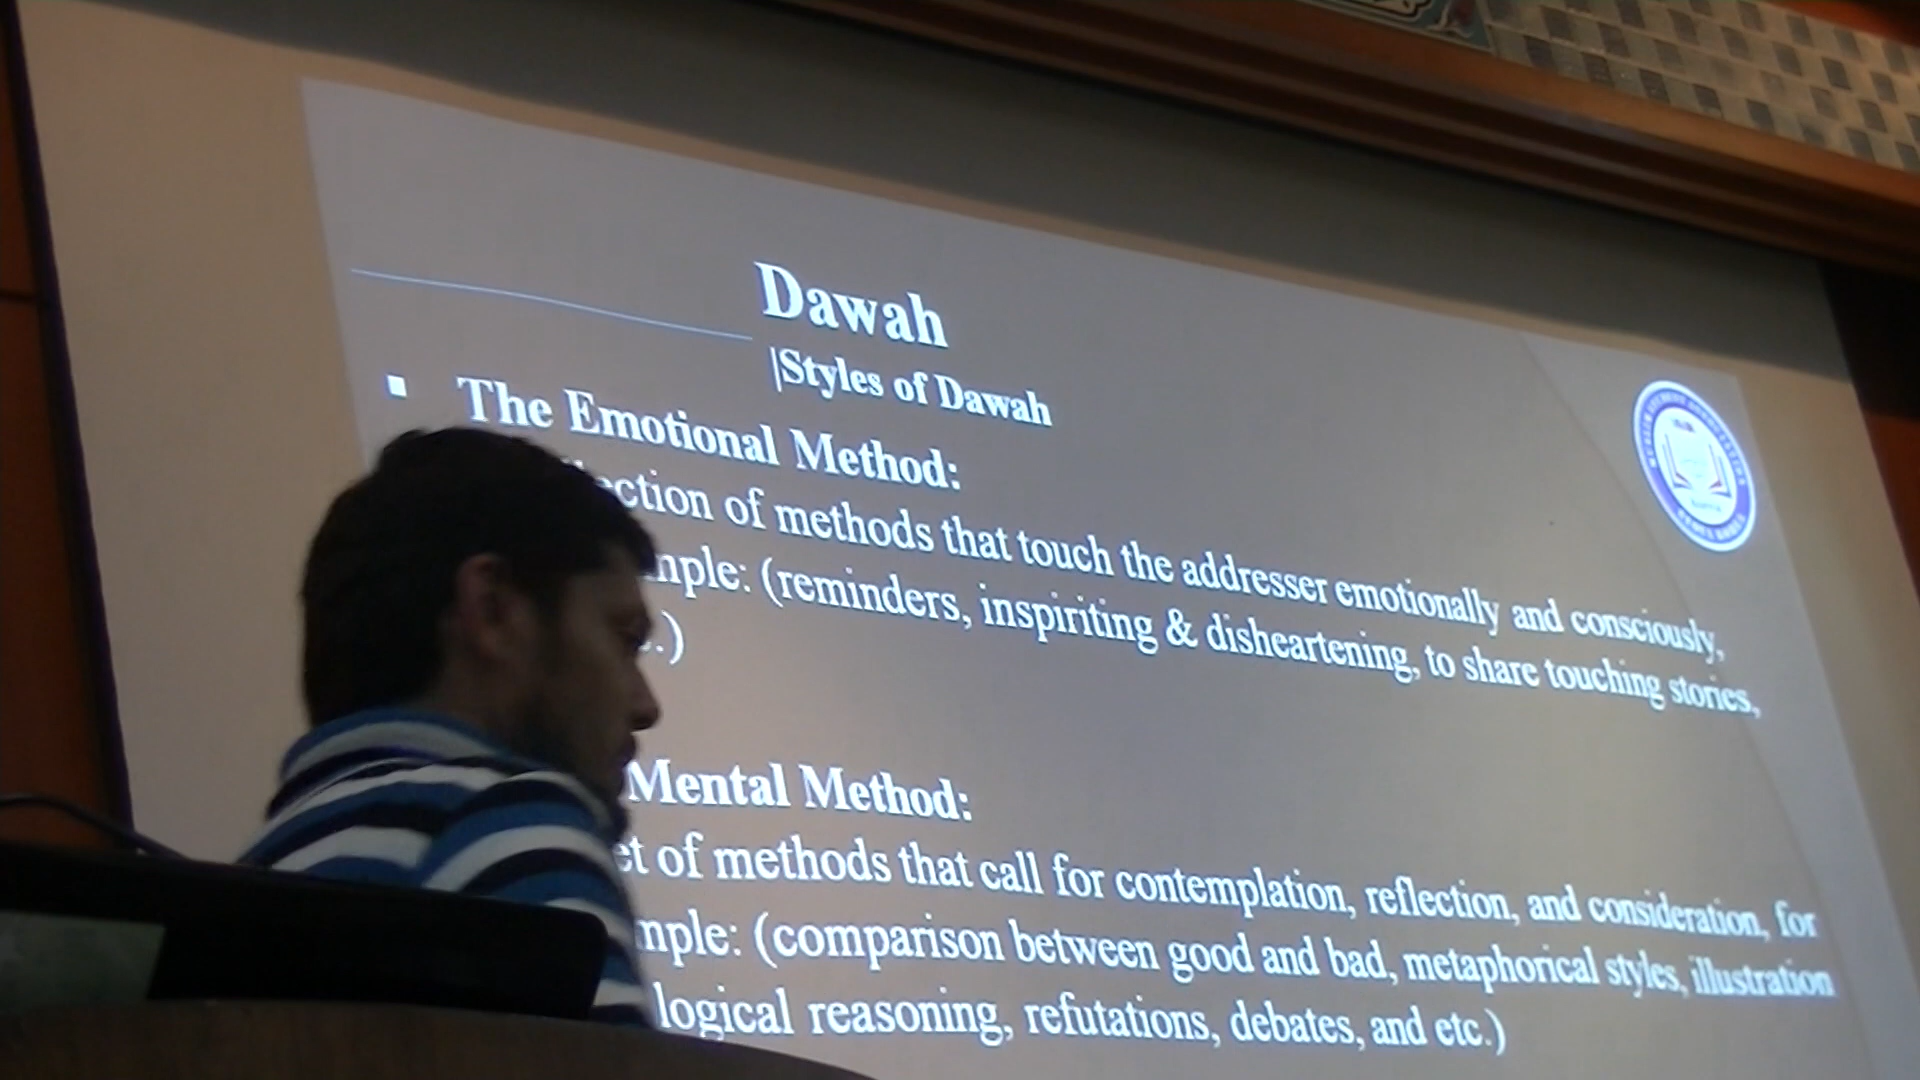 Dawah
|Styles of Dawah
▪ The Emotional Method:
ction of methods that touch the addresser emotionally and consciously,
mple: (reminders, inspiriting & disheartening, to share touching stories,
.)
Mental Method:
et of methods that call for contemplation, reflection, and consideration, for
mple: (comparison between good and bad, metaphorical styles, illustration
logical reasoning, refutations, debates, and etc.)